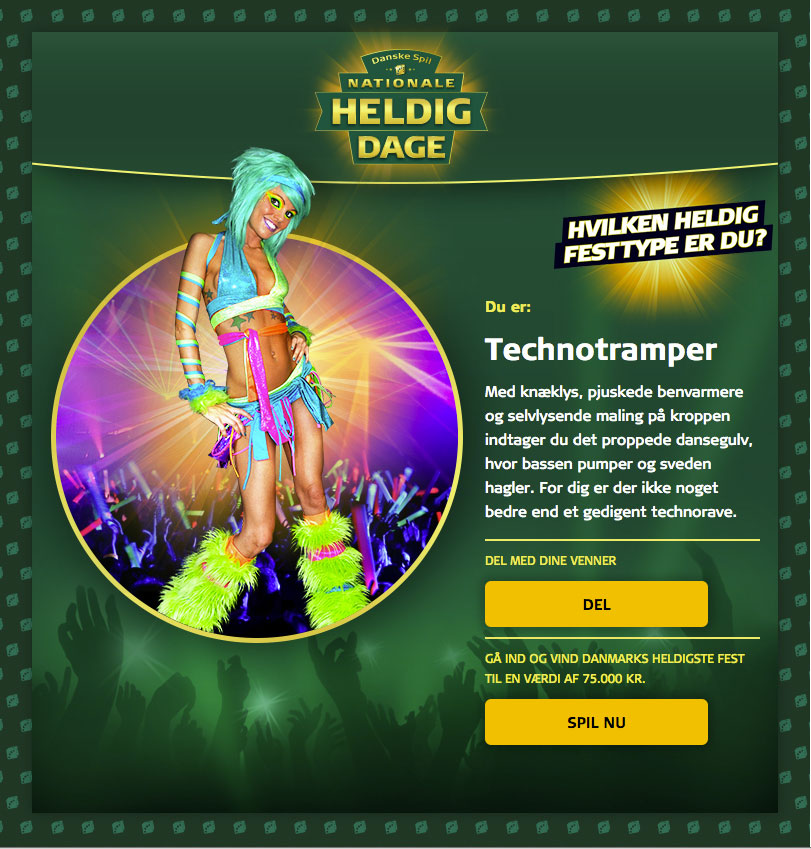 Danske Spil
NATIONALE
HELDIG
DAGE
HVILKEN HELDIG
FESTTYPE ER DU?
Du er:
Technotramper
Med knæklys, pjuskede benvarmere
og selvlysende maling på kroppen
indtager du det proppede dansegulv,
hvor bassen pumper og sveden
hagler. For dig er der ikke noget
bedre end et gedigent technorave.
DEL MED DINE VENNER
DEL
GÅ IND OG VIND DANMARKS HELDIGSTE FEST
TIL EN VÆRDI AF 75.000 KR.
SPIL NU